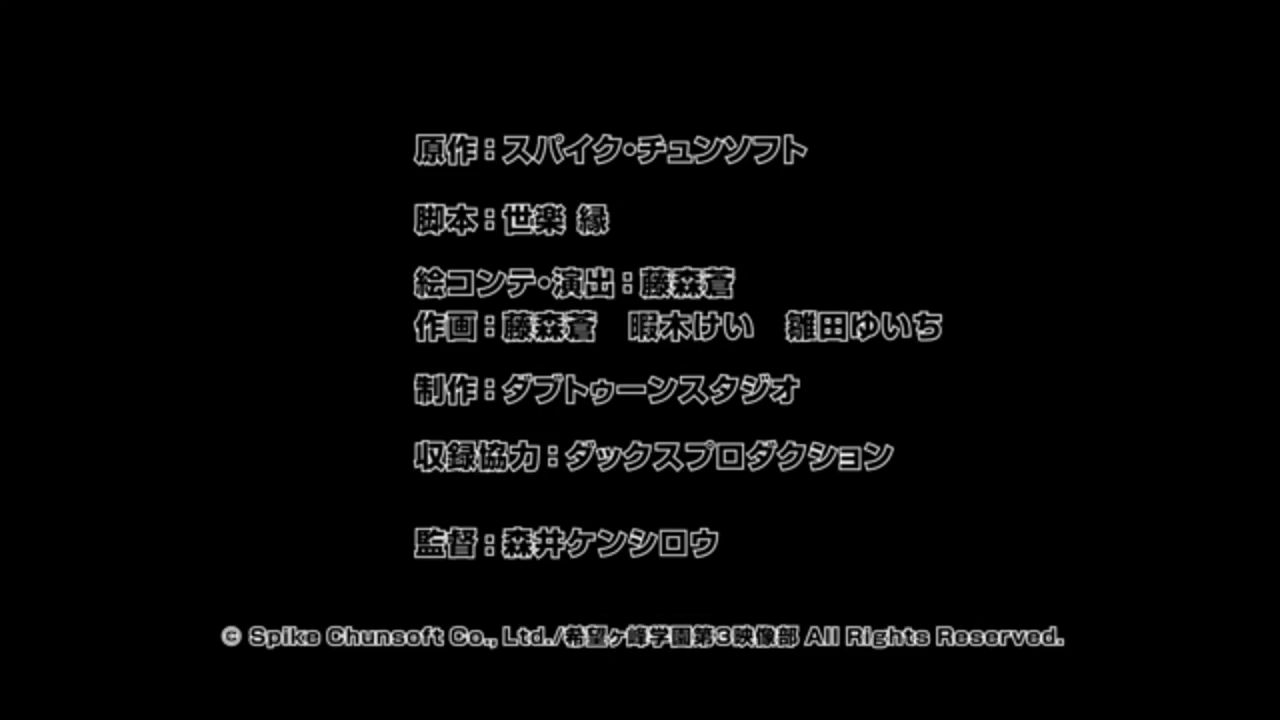 原作：スパイク・チュンソフト
脚本：世楽 縁
絵コンテ・演出：藤森蒼
作画：藤森蒼　暇木けい　雛田ゆいち
制作：ダブトゥーンスタジオ
収録協力：ダックスプロダクション
監督：森井ケンシロウ
© Spike Chunsoft Co., Ltd./希望ヶ峰学園第3映像部 All Rights Reserved.